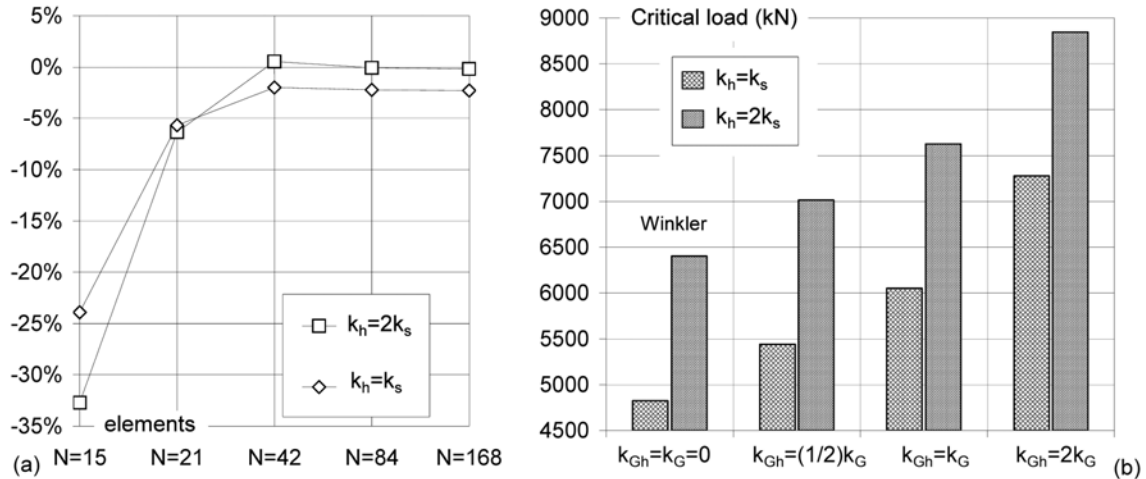 5%
0%
-5%
-10%
-15%
-20%
-25%
-30%
-35%
k_h=2k_s
k_h=k_s
elements
(a) N=15 N=21 N=42 N=84 N=168
Critical load (kN)
9000
8500
8000
7500
7000
6500
6000
5500
5000
4500
k_h=k_s
k_h=2k_s
Winkler
k_Gh=k_G=0 k_Gh=(1/2)k_G k_Gh=k_G k_Gh=2k_G (b)